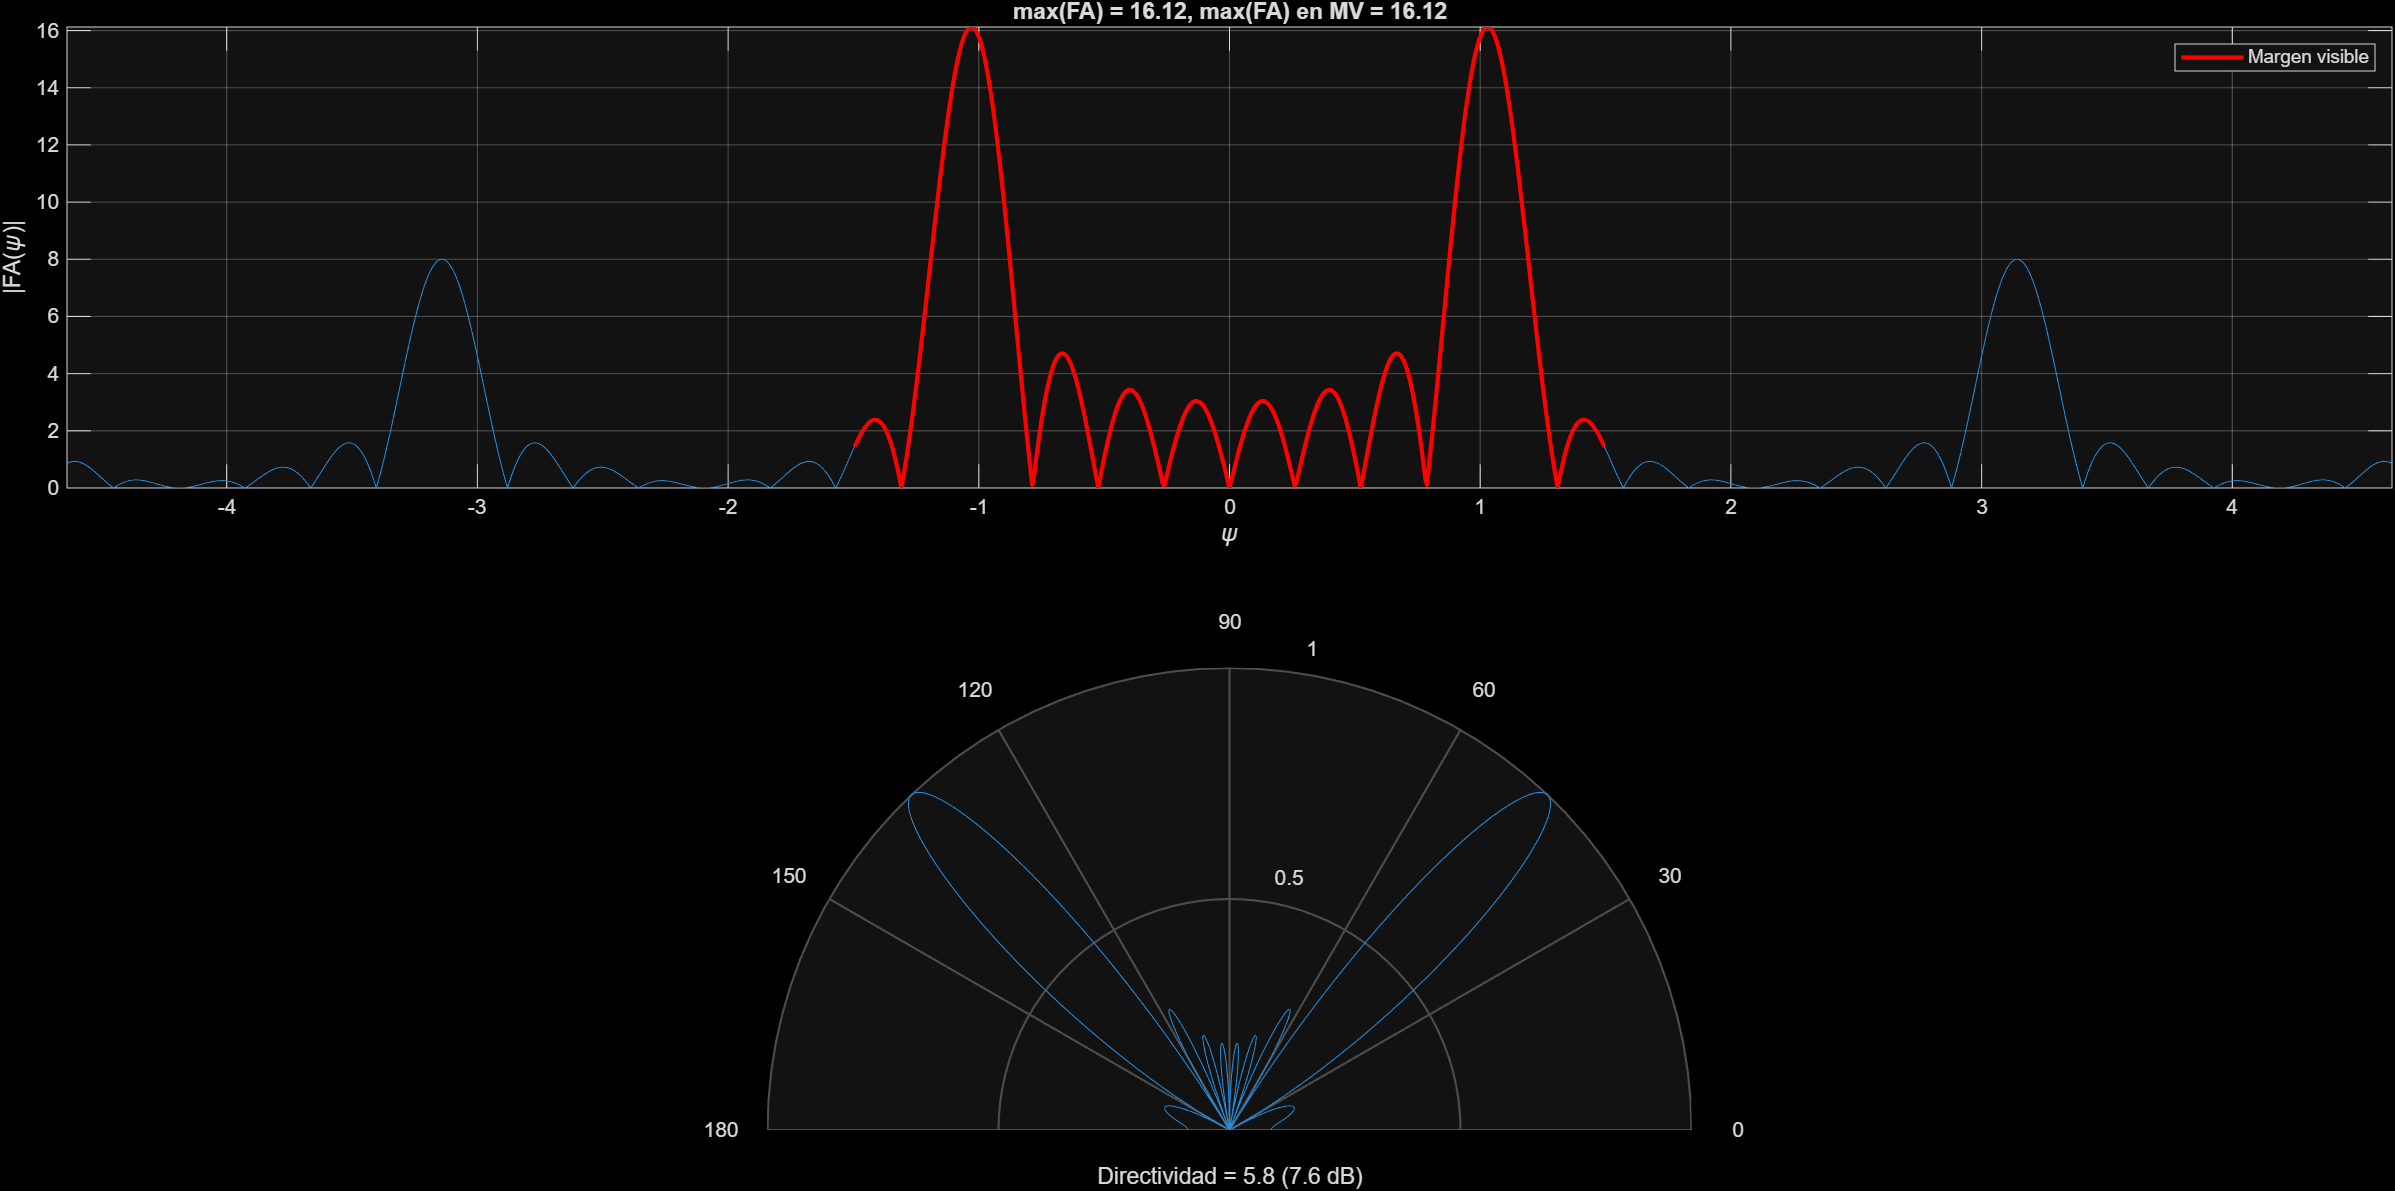 max(FA) = 16.12, max(FA) en MV = 16.12
Margen visible
|FA(ψ)|
16
14
12
10
8
6
4
2
0
-4 -3 -2 -1 0 1 2 3 4
ψ
90
1
120 60
150 0.5 30
180 0
Directividad = 5.8 (7.6 dB)